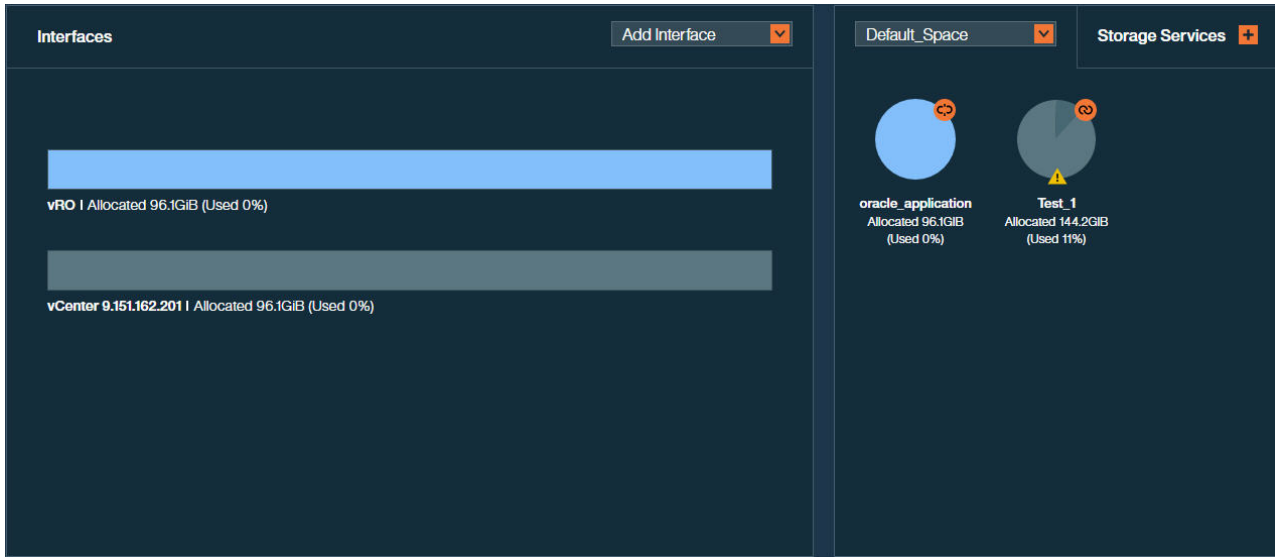 Interfaces
Add Interface
vRO | Allocated 96.1GiB (Used 0%)
vCenter 9.151.162.201 | Allocated 96.1GiB (Used 0%)
Default_Space
Storage Services
oracle_application
Allocated 96.1GIB
(Used 0%)
Test_1
Allocated 144.2GIB
(Used 11%)